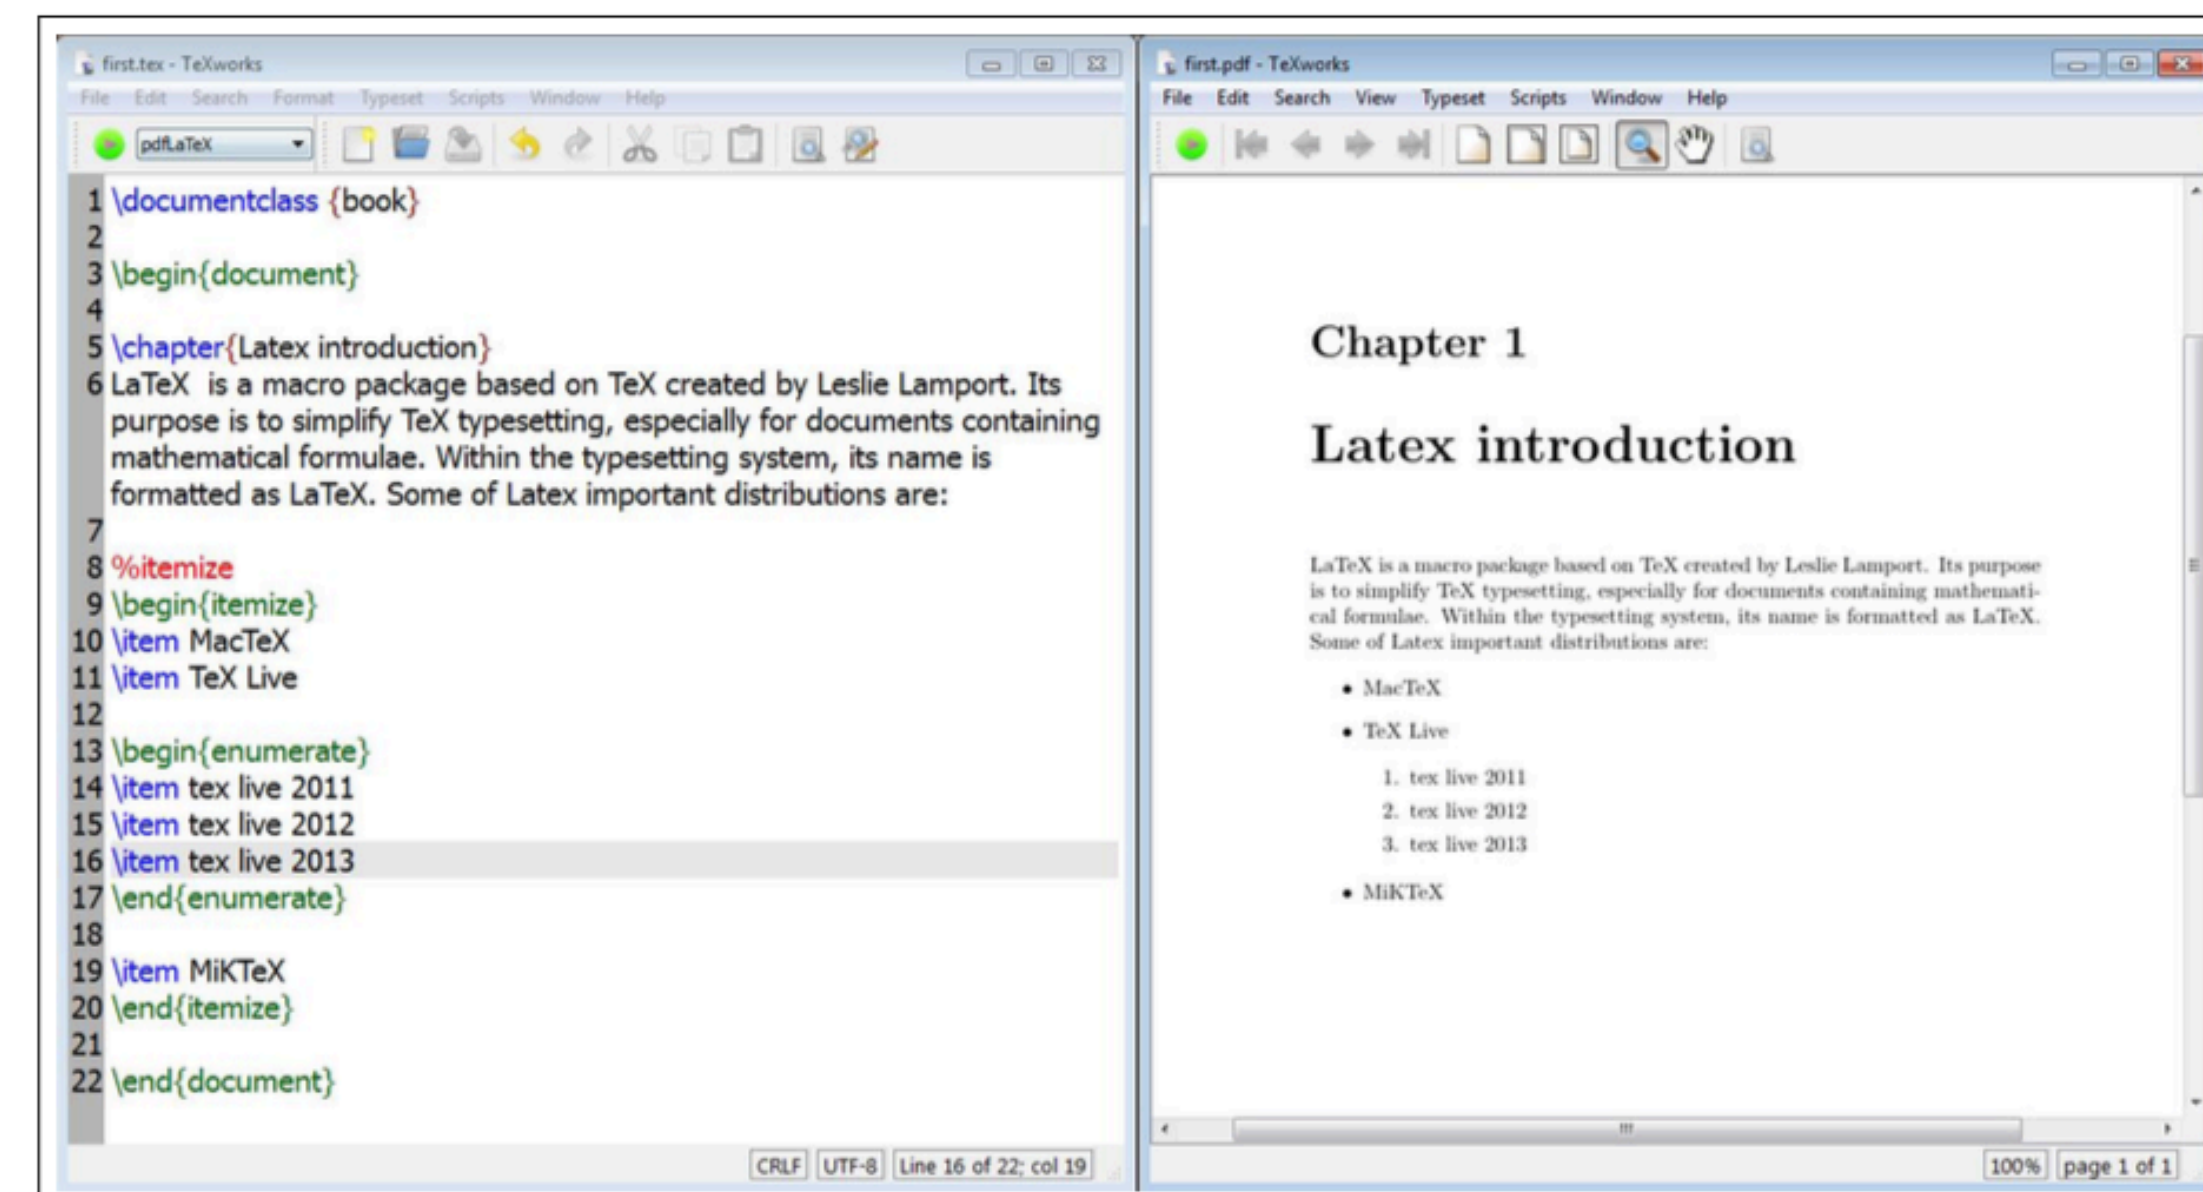 first.tex - TeXworks
File Edit Search Format Typeset Scripts Window Help
pdfLaTeX
1 \documentclass {book}
2
3 \begin{document}
4
5 \chapter{Latex introduction}
6 LaTeX  is a macro package based on TeX created by Leslie Lamport. Its
purpose is to simplify TeX typesetting, especially for documents containing
mathematical formulae. Within the typesetting system, its name is
formatted as LaTeX. Some of Latex important distributions are:
7
8 %itemize
9 \begin{itemize}
10 \item MacTeX
11 \item TeX Live
12
13 \begin{enumerate}
14 \item tex live 2011
15 \item tex live 2012
16 \item tex live 2013
17 \end{enumerate}
18
19 \item MiKTeX
20 \end{itemize}
21
22 \end{document}
CRLF UTF-8 Line 16 of 22; col 19
first.pdf - TeXworks
File Edit Search View Typeset Scripts Window Help
Chapter 1
Latex introduction
LaTeX is a macro package based on TeX created by Leslie Lamport. Its purpose
is to simplify TeX typesetting, especially for documents containing mathemati-
cal formulae. Within the typesetting system, its name is formatted as LaTeX.
Some of Latex important distributions are:
• MacTeX
• TeX Live
1. tex live 2011
2. tex live 2012
3. tex live 2013
• MiKTeX
100% page 1 of 1